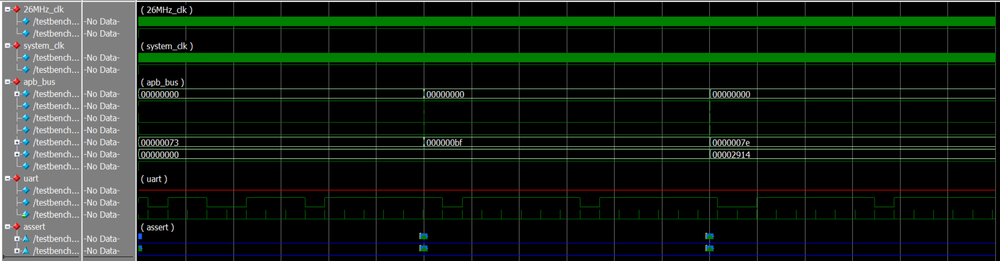 26MHz_clk ( 26MHz_clk )
/testbench... -No Data-
/testbench... -No Data-
system_clk ( system_clk )
/testbench... -No Data-
/testbench... -No Data-
apb_bus ( apb_bus )
/testbench... -No Data- 00000000 00000000 00000000
/testbench... -No Data-
/testbench... -No Data-
/testbench... -No Data-
/testbench... -No Data- 00000073 000000bf 0000007e
/testbench... -No Data- 00000000 00002914
/testbench... -No Data-
uart ( uart )
/testbench... -No Data-
/testbench... -No Data-
/testbench... -No Data-
assert ( assert )
/testbench... -No Data-
/testbench... -No Data-